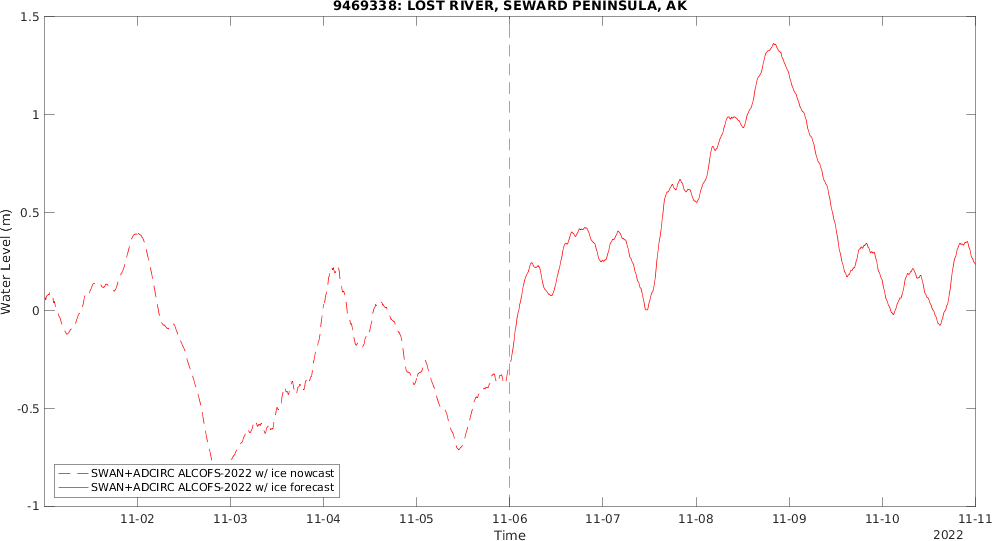 9469338: LOST RIVER, SEWARD PENINSULA, AK
1.5
1
0.5
0
-0.5
-1
Water Level (m)
SWAN+ADCIRC ALCOFS-2022 w/ ice nowcast
SWAN+ADCIRC ALCOFS-2022 w/ ice forecast
11-02 11-03 11-04 11-05 11-06 11-07 11-08 11-09 11-10 11-11
Time
2022